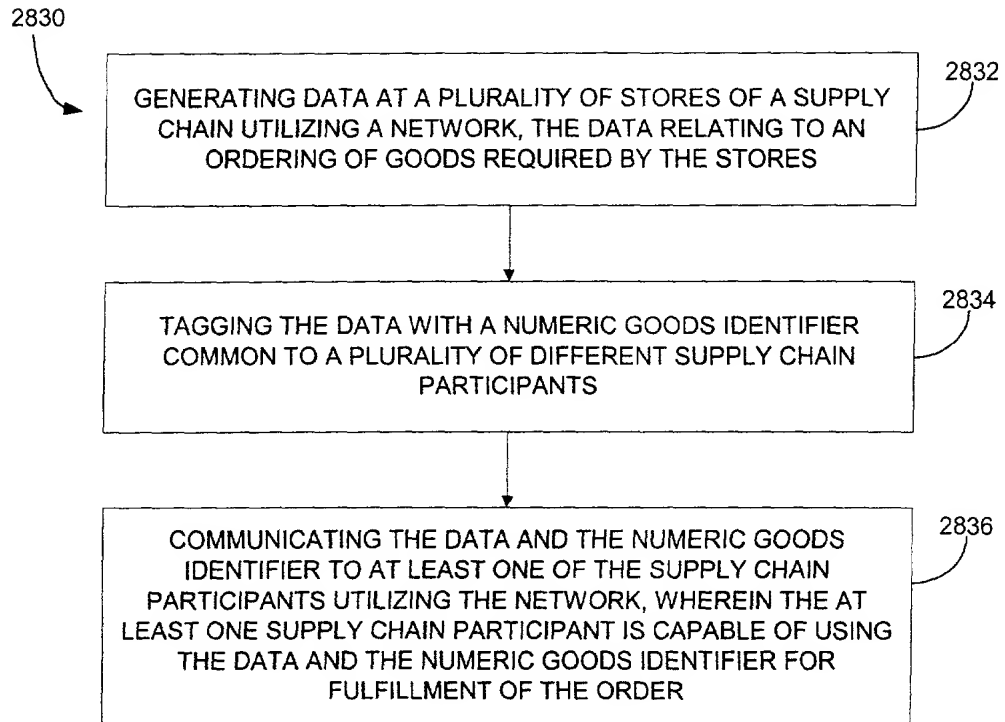 2830
GENERATING DATA AT A PLURALITY OF STORES OF A SUPPLY
CHAIN UTILIZING A NETWORK, THE DATA RELATING TO AN
ORDERING OF GOODS REQUIRED BY THE STORES
2832
TAGGING THE DATA WITH A NUMERIC GOODS IDENTIFIER
COMMON TO A PLURALITY OF DIFFERENT SUPPLY CHAIN
PARTICIPANTS
2834
COMMUNICATING THE DATA AND THE NUMERIC GOODS
IDENTIFIER TO AT LEAST ONE OF THE SUPPLY CHAIN
PARTICIPANTS UTILIZING THE NETWORK, WHEREIN THE AT
LEAST ONE SUPPLY CHAIN PARTICIPANT IS CAPABLE OF USING
THE DATA AND THE NUMERIC GOODS IDENTIFIER FOR
FULFILLMENT OF THE ORDER
2836